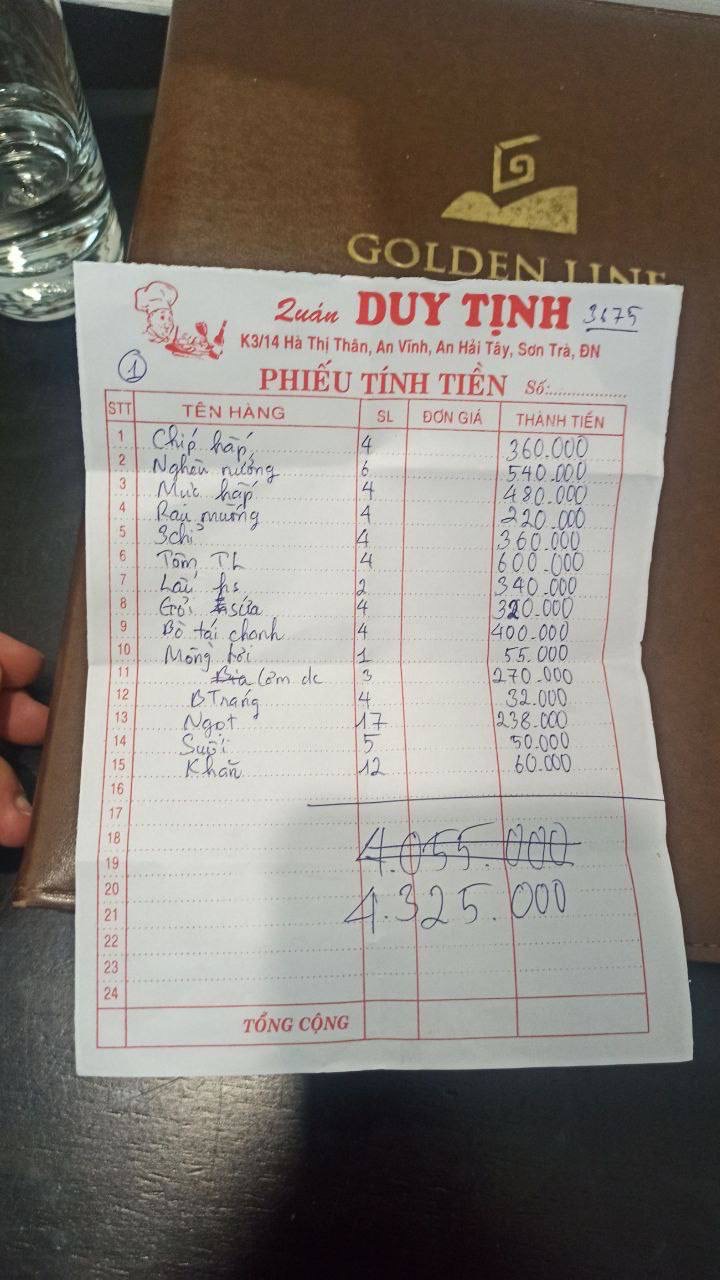 GOLDEN LINE
Quán DUY TỊNH 3675
K3/14 Hà Thị Thân, An Vĩnh, An Hải Tây, Sơn Trà, ĐN
1
PHIẾU TÍNH TIỀN Số:
STT TÊN HÀNG SL ĐƠN GIÁ THÀNH TIỀN
1 Chíp hấp 4 360.000
2 Nghêu nướng 6 540.000
3 Mực hấp 4 480.000
4 Rau muống 4 220.000
5 3chỉ 4 360.000
6 Tôm TL 4 600.000
7 Lẩu hs 2 340.000
8 Gỏi sứa 4 320.000
9 Bò tái chanh 4 400.000
10 Mồng tơi 1 55.000
11 Bia Cơm dc 3 270.000
12 BTráng 4 32.000
13 Ngọt 17 238.000
14 Suối 5 50.000
15 Khăn 12 60.000
16
17
18 4.055.000
19
20
21 4.325.000
22
23
24
TỔNG CỘNG